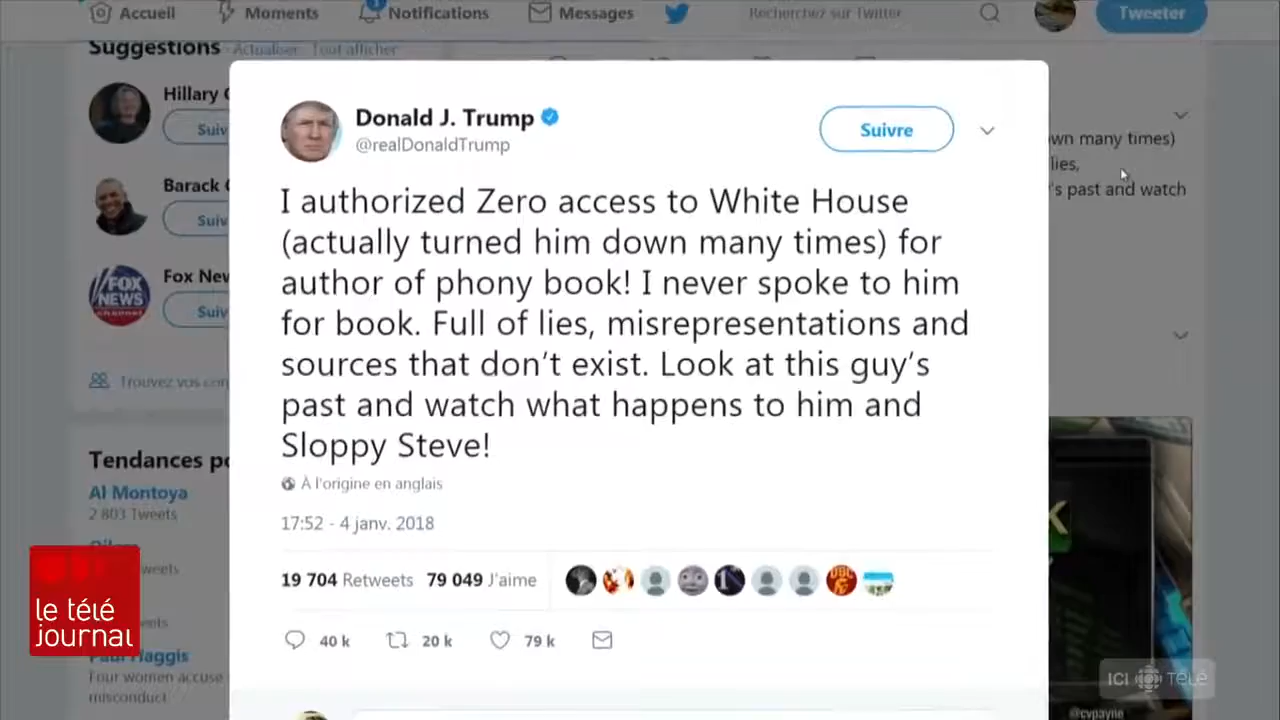 Accueil
Moments
Notifications
Messages
Recherchez sur Twitter
Tweeter
Suggestions · Actualiser · Tout afficher
Hillary
Suiv
Barack
Suiv
FOX
NEWS
channel
Fox New
Suiv
Trouvez vos con
Donald J. Trump
@realDonaldTrump
Suivre
I authorized Zero access to White House
(actually turned him down many times) for
author of phony book! I never spoke to him
for book. Full of lies, misrepresentations and
sources that don't exist. Look at this guy's
past and watch what happens to him and
Sloppy Steve!
À l'origine en anglais
17:52 - 4 janv. 2018
19 704 Retweets 79 049 J'aime
40 k
20 k
79 k
wn many times)
lies,
's past and watch
Tendances po
Al Montoya
2 803 Tweets
weets
Paul Haggis
Four women accuse
misconduct
le télé
journal
ICI TÉLÉ
@cvpayne